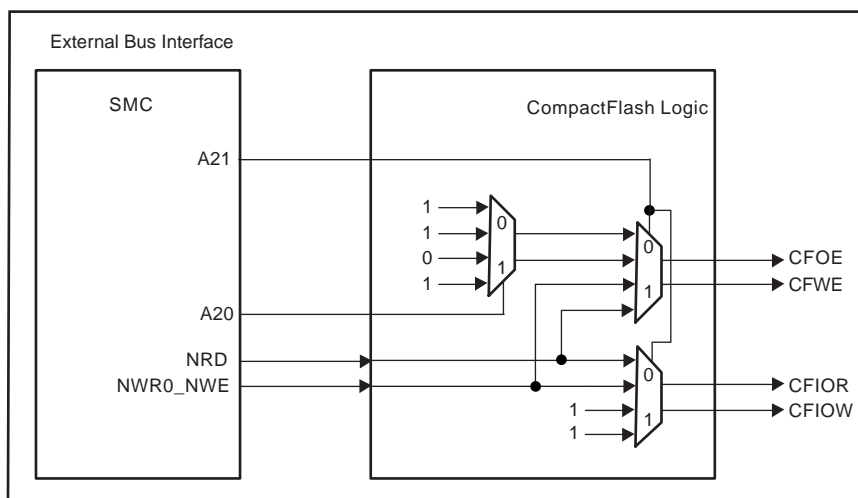 External Bus Interface
SMC
CompactFlash Logic
A21
1
1
0
1
0
1
0
1
CFOE
CFWE
A20
NRD
NWR0_NWE
0
1
1
1
CFIOR
CFIOW